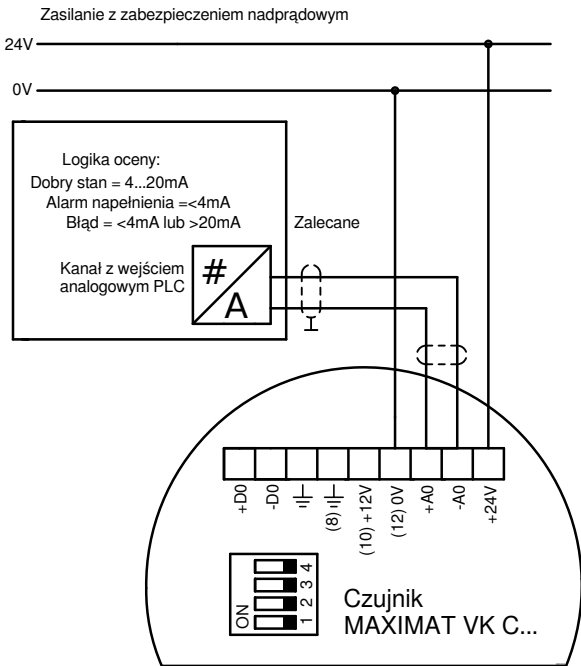 Zasilanie z zabezpieczeniem nadprądowym
24V
0V
Logika oceny:
Dobry stan = 4...20mA
Alarm napełnienia =<4mA
Błąd = <4mA lub >20mA
Zalecane
Kanał z wejściem
analogowym PLC
#
A
+D0
-D0
(8)
(10) +12V
(12) 0V
+A0
-A0
+24V
ON
1 2 3 4
Czujnik
MAXIMAT VK C...